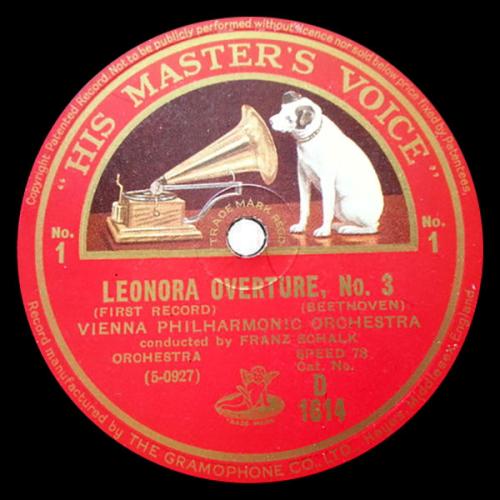 Copyright Patented Record. Not to be publicly performed without licence nor sold below price fixed by Patentees.
"HIS MASTER'S VOICE"
No. 1
No. 1
TRADE MARK REGD
LEONORA OVERTURE, No. 3
(FIRST RECORD) (BEETHOVEN)
VIENNA PHILHARMONIC ORCHESTRA
conducted by FRANZ SCHALK
ORCHESTRA SPEED 78
Cat. No.
(5-0927) D
1614
TRADE MARK
Record manufactured by THE GRAMOPHONE CO., LTD., Hayes, Middlesex, England.